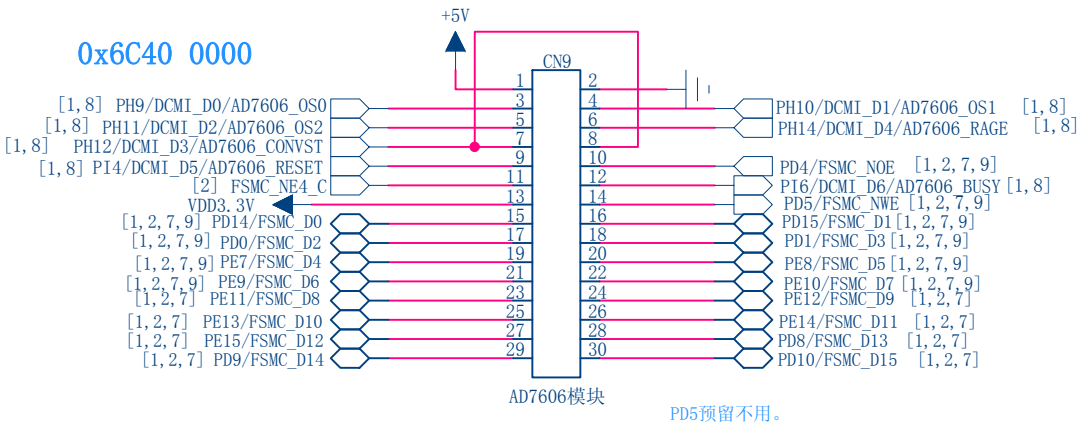 +5V
0x6C40 0000
CN9
1 2
[1,8] PH9/DCMI_D0/AD7606_OS0 3 4 PH10/DCMI_D1/AD7606_OS1 [1,8]
[1,8] PH11/DCMI_D2/AD7606_OS2 5 6 PH14/DCMI_D4/AD7606_RAGE [1,8]
[1,8] PH12/DCMI_D3/AD7606_CONVST 7 8
[1,8] PI4/DCMI_D5/AD7606_RESET 9 10 PD4/FSMC_NOE [1,2,7,9]
[2] FSMC_NE4_C 11 12 PI6/DCMI_D6/AD7606_BUSY [1,8]
VDD3.3V 13 14 PD5/FSMC_NWE [1,2,7,9]
[1,2,7,9] PD14/FSMC_D0 15 16 PD15/FSMC_D1 [1,2,7,9]
[1,2,7,9] PD0/FSMC_D2 17 18 PD1/FSMC_D3 [1,2,7,9]
[1,2,7,9] PE7/FSMC_D4 19 20 PE8/FSMC_D5 [1,2,7,9]
[1,2,7,9] PE9/FSMC_D6 21 22 PE10/FSMC_D7 [1,2,7,9]
[1,2,7] PE11/FSMC_D8 23 24 PE12/FSMC_D9 [1,2,7]
[1,2,7] PE13/FSMC_D10 25 26 PE14/FSMC_D11 [1,2,7]
[1,2,7] PE15/FSMC_D12 27 28 PD8/FSMC_D13 [1,2,7]
[1,2,7] PD9/FSMC_D14 29 30 PD10/FSMC_D15 [1,2,7]
AD7606模块
PD5预留不用。